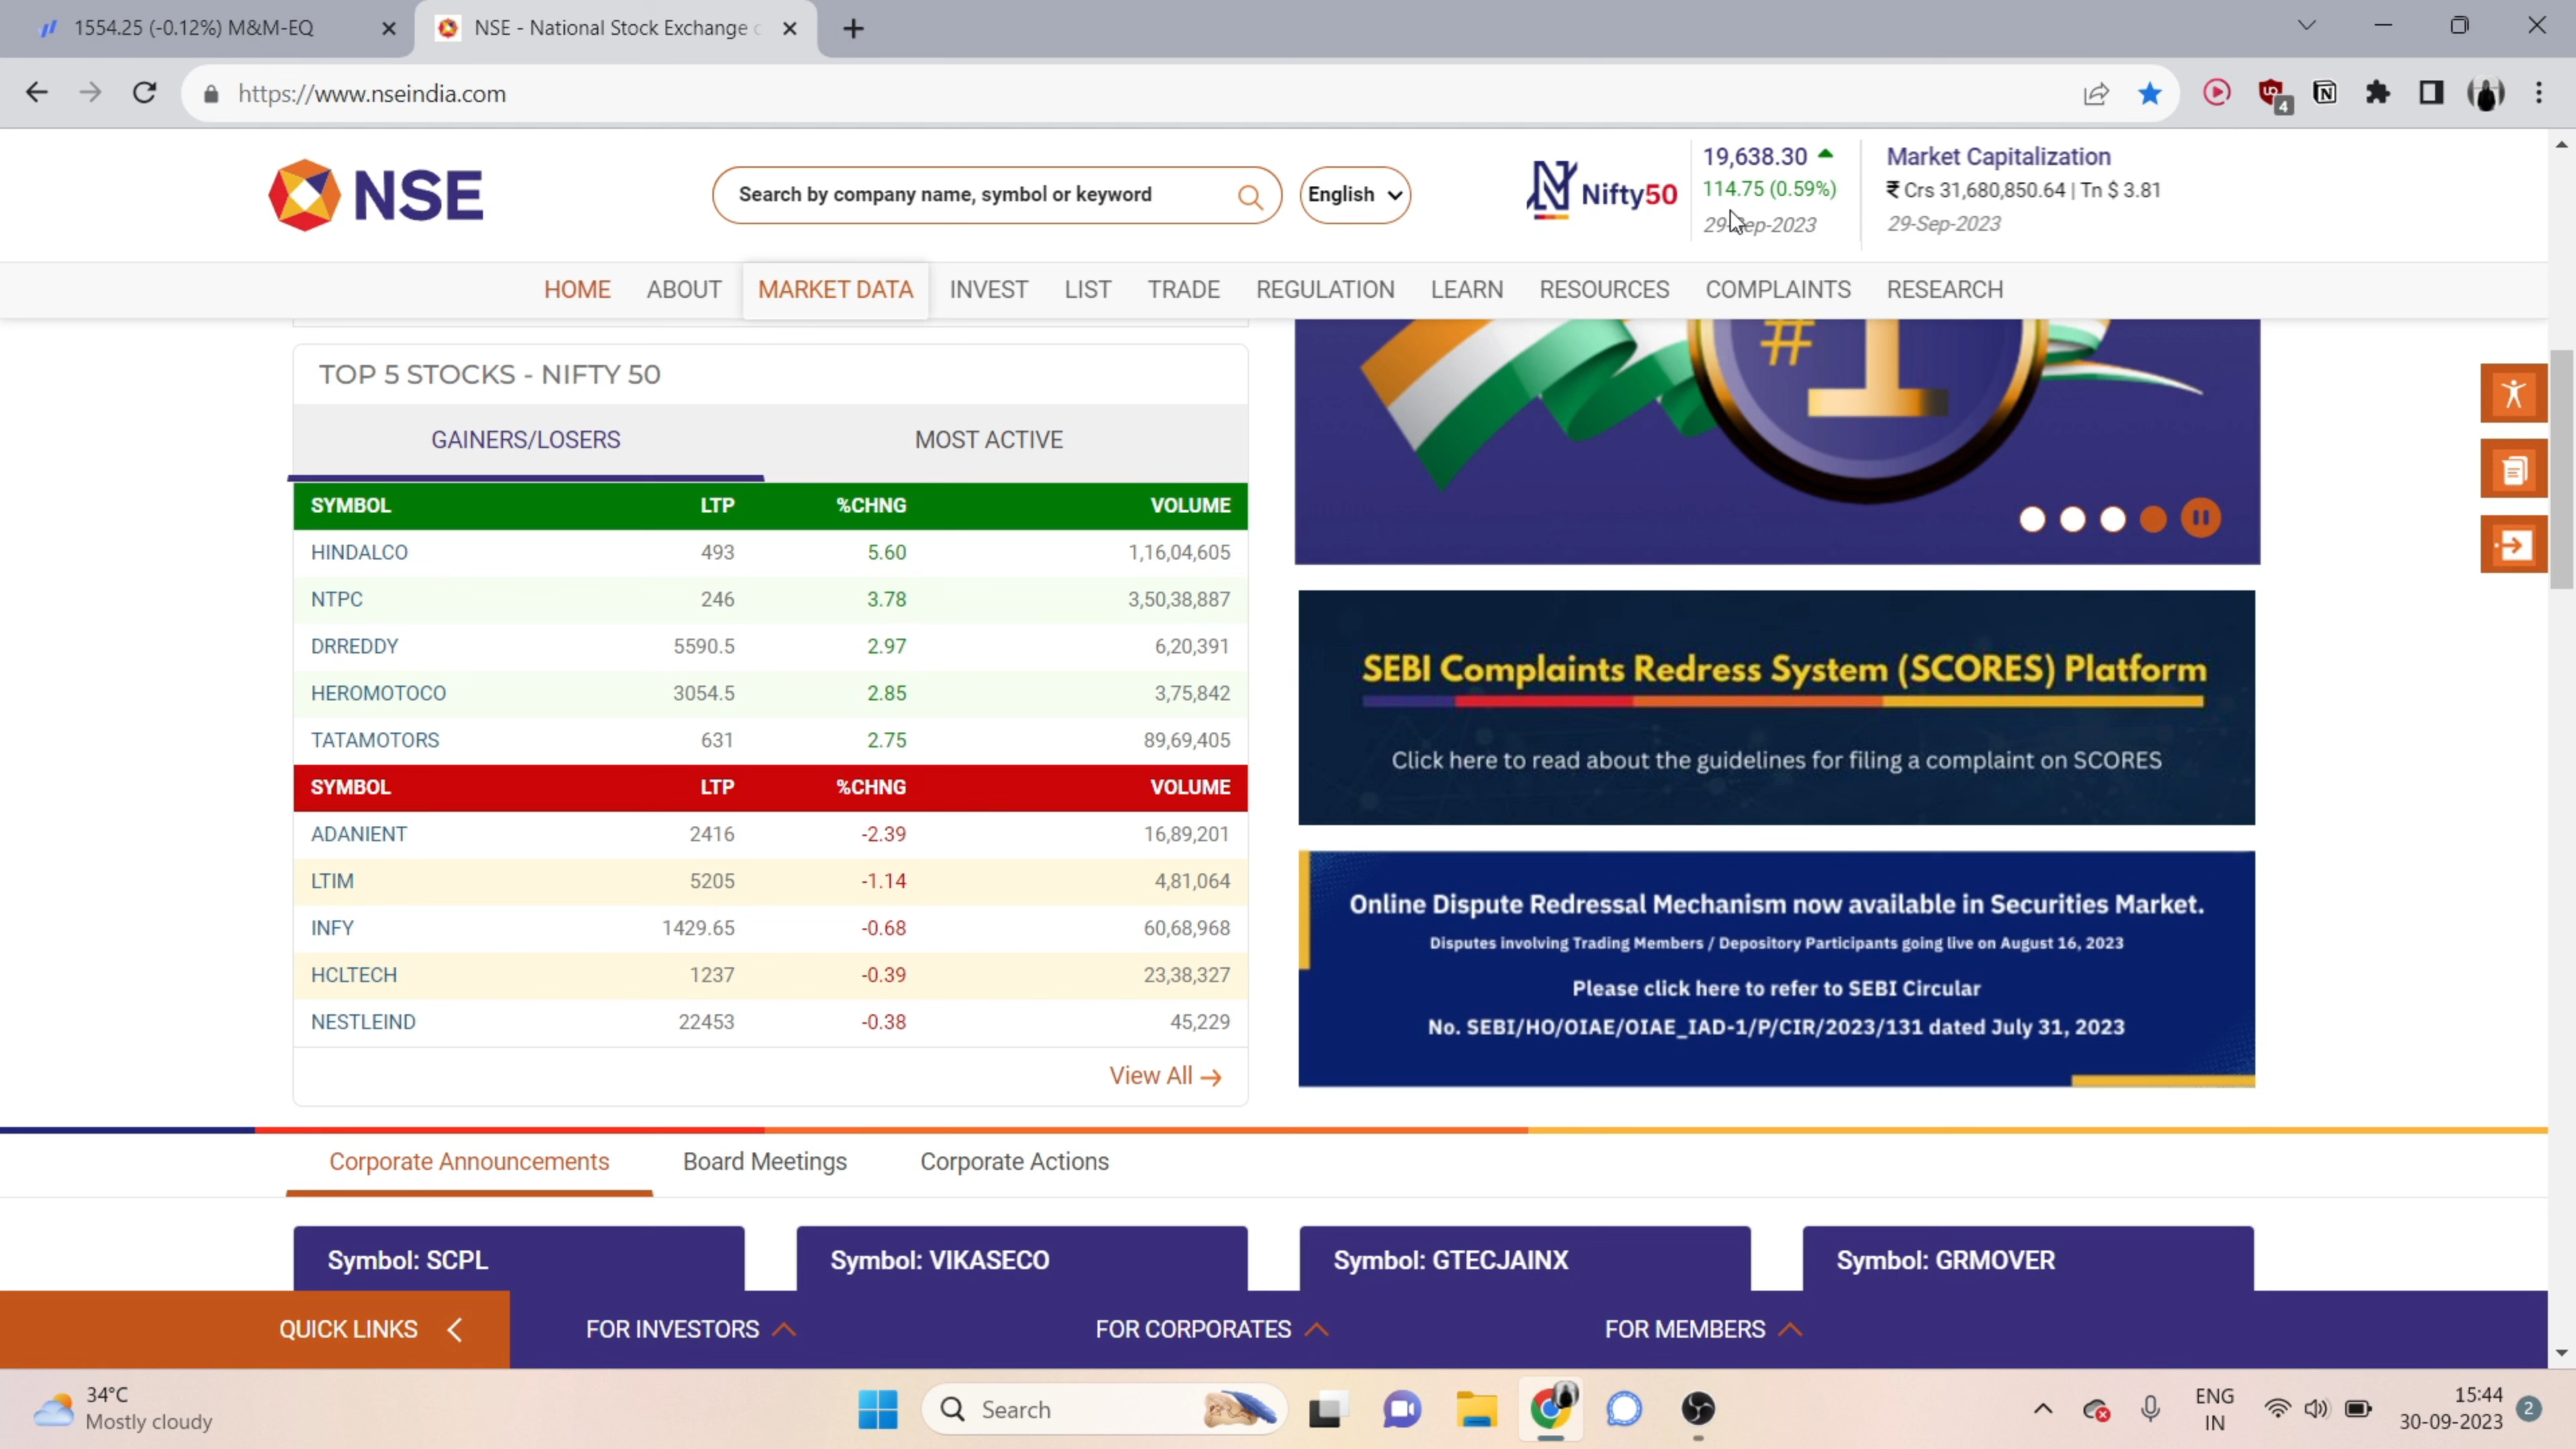 1554.25 (-0.12%) M&M-EQ
NSE - National Stock Exchange
https://www.nseindia.com
4
NSE
Search by company name, symbol or keyword
English
Nifty50
19,638.30
114.75 (0.59%)
29-Sep-2023
Market Capitalization
₹ Crs 31,680,850.64 | Tn $ 3.81
29-Sep-2023
HOME ABOUT MARKET DATA INVEST LIST TRADE REGULATION LEARN RESOURCES COMPLAINTS RESEARCH
TOP 5 STOCKS - NIFTY 50
GAINERS/LOSERS MOST ACTIVE
SYMBOL LTP %CHNG VOLUME
HINDALCO 493 5.60 1,16,04,605
NTPC 246 3.78 3,50,38,887
DRREDDY 5590.5 2.97 6,20,391
HEROMOTOCO 3054.5 2.85 3,75,842
TATAMOTORS 631 2.75 89,69,405
SYMBOL LTP %CHNG VOLUME
ADANIENT 2416 -2.39 16,89,201
LTIM 5205 -1.14 4,81,064
INFY 1429.65 -0.68 60,68,968
HCLTECH 1237 -0.39 23,38,327
NESTLEIND 22453 -0.38 45,229
View All
#1
SEBI Complaints Redress System (SCORES) Platform
Click here to read about the guidelines for filing a complaint on SCORES
Online Dispute Redressal Mechanism now available in Securities Market.
Disputes involving Trading Members / Depository Participants going live on August 16, 2023
Please click here to refer to SEBI Circular
No. SEBI/HO/OIAE/OIAE_IAD-1/P/CIR/2023/131 dated July 31, 2023
Corporate Announcements Board Meetings Corporate Actions
Symbol: SCPL Symbol: VIKASECO Symbol: GTECJAINX Symbol: GRMOVER
QUICK LINKS FOR INVESTORS FOR CORPORATES FOR MEMBERS
34°C
Mostly cloudy
Search
ENG
IN
15:44
30-09-2023
2